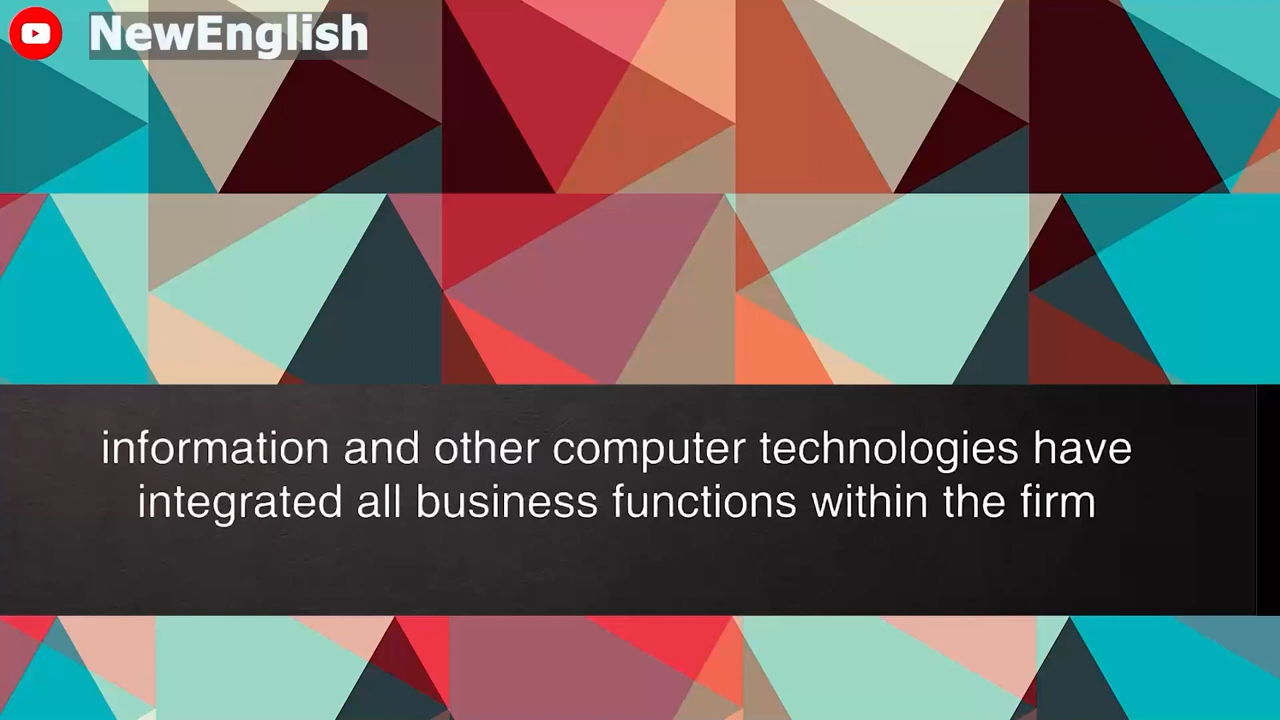 NewEnglish
information and other computer technologies have
integrated all business functions within the firm